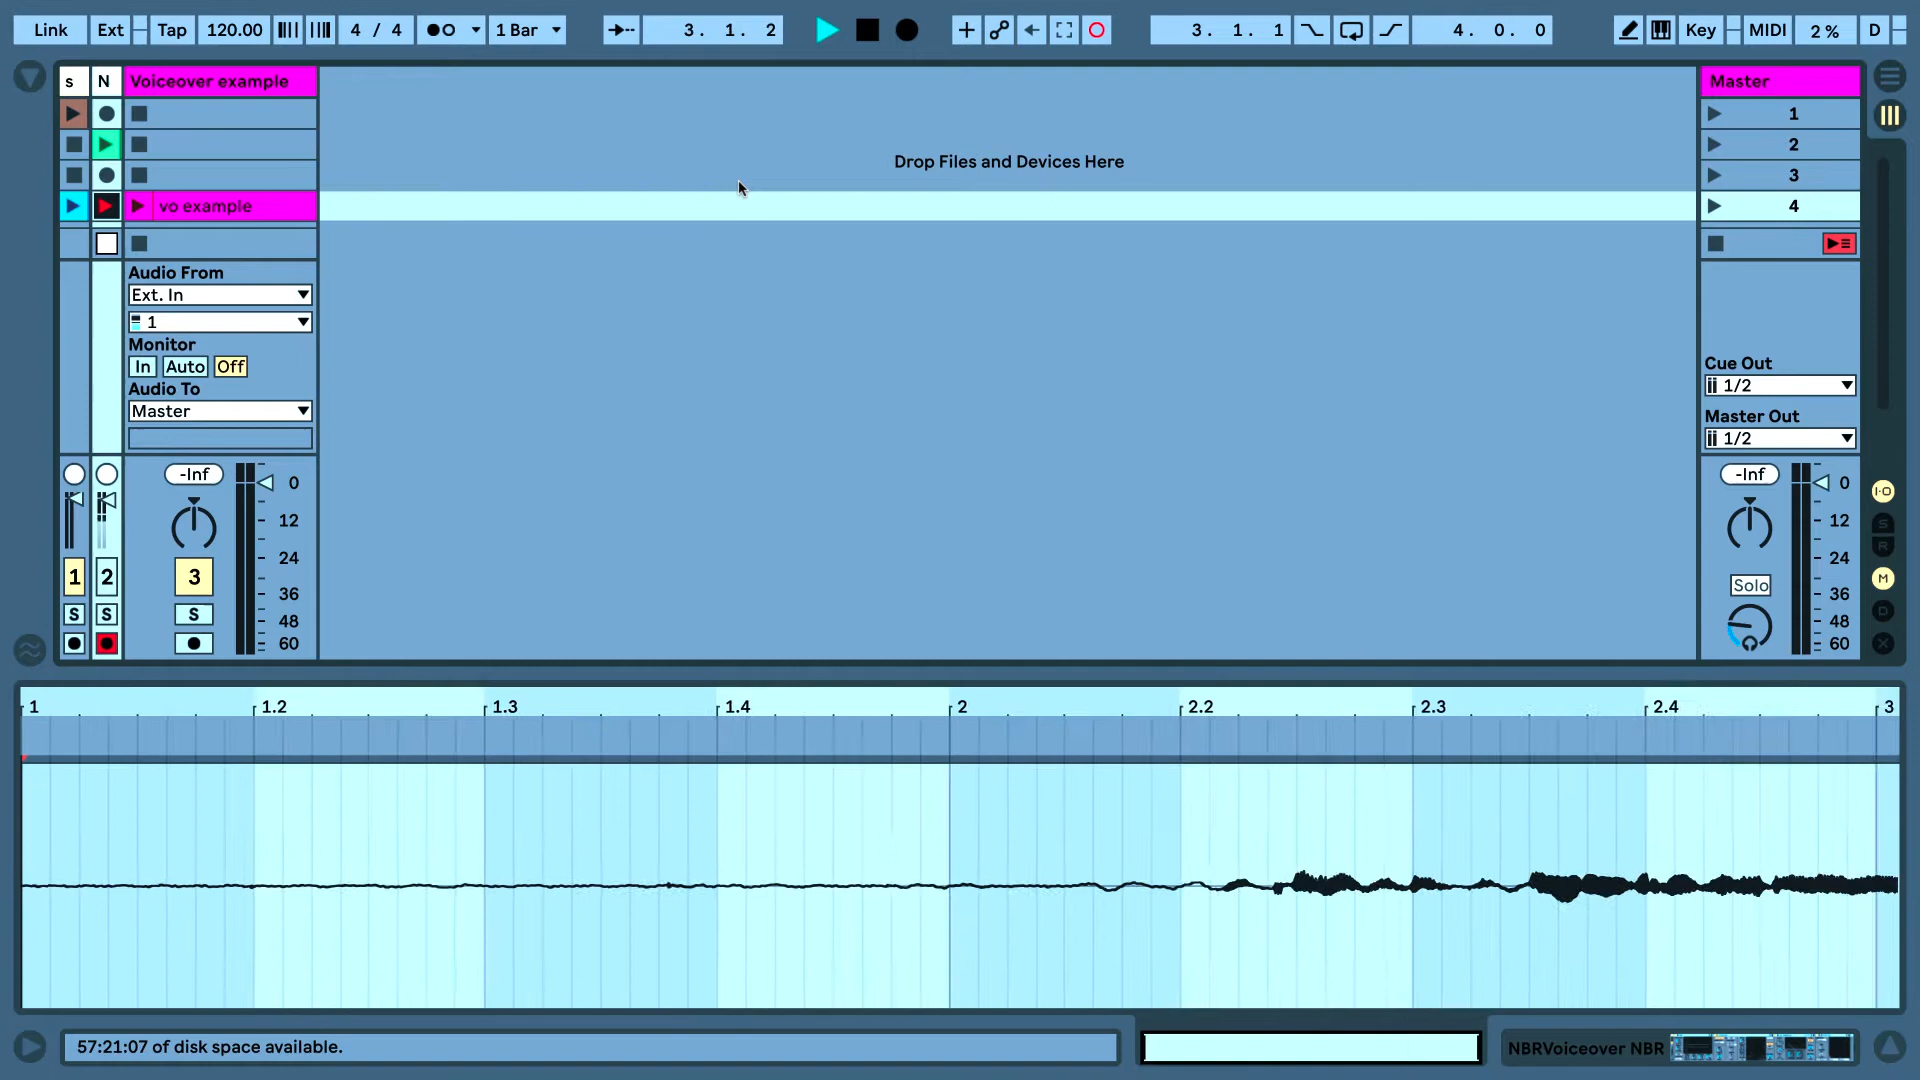 Link Ext Tap 120.00 4 / 4 1 Bar 3. 1. 2 3. 1. 1 4. 0. 0 Key MIDI 2 % D
s N Voiceover example Master
1
Drop Files and Devices Here 2
3
vo example 4
Audio From
Ext. In
1
Monitor
In Auto Off
Audio To
Master
Cue Out
1/2
Master Out
1/2
-Inf 0 -Inf 0
12 12
24 24
1 2 3 Solo
36 36
S S S 48 48
60 60
I·O
S
R
M
D
X
1 1.2 1.3 1.4 2 2.2 2.3 2.4 3
57:21:07 of disk space available. NBRVoiceover NBR